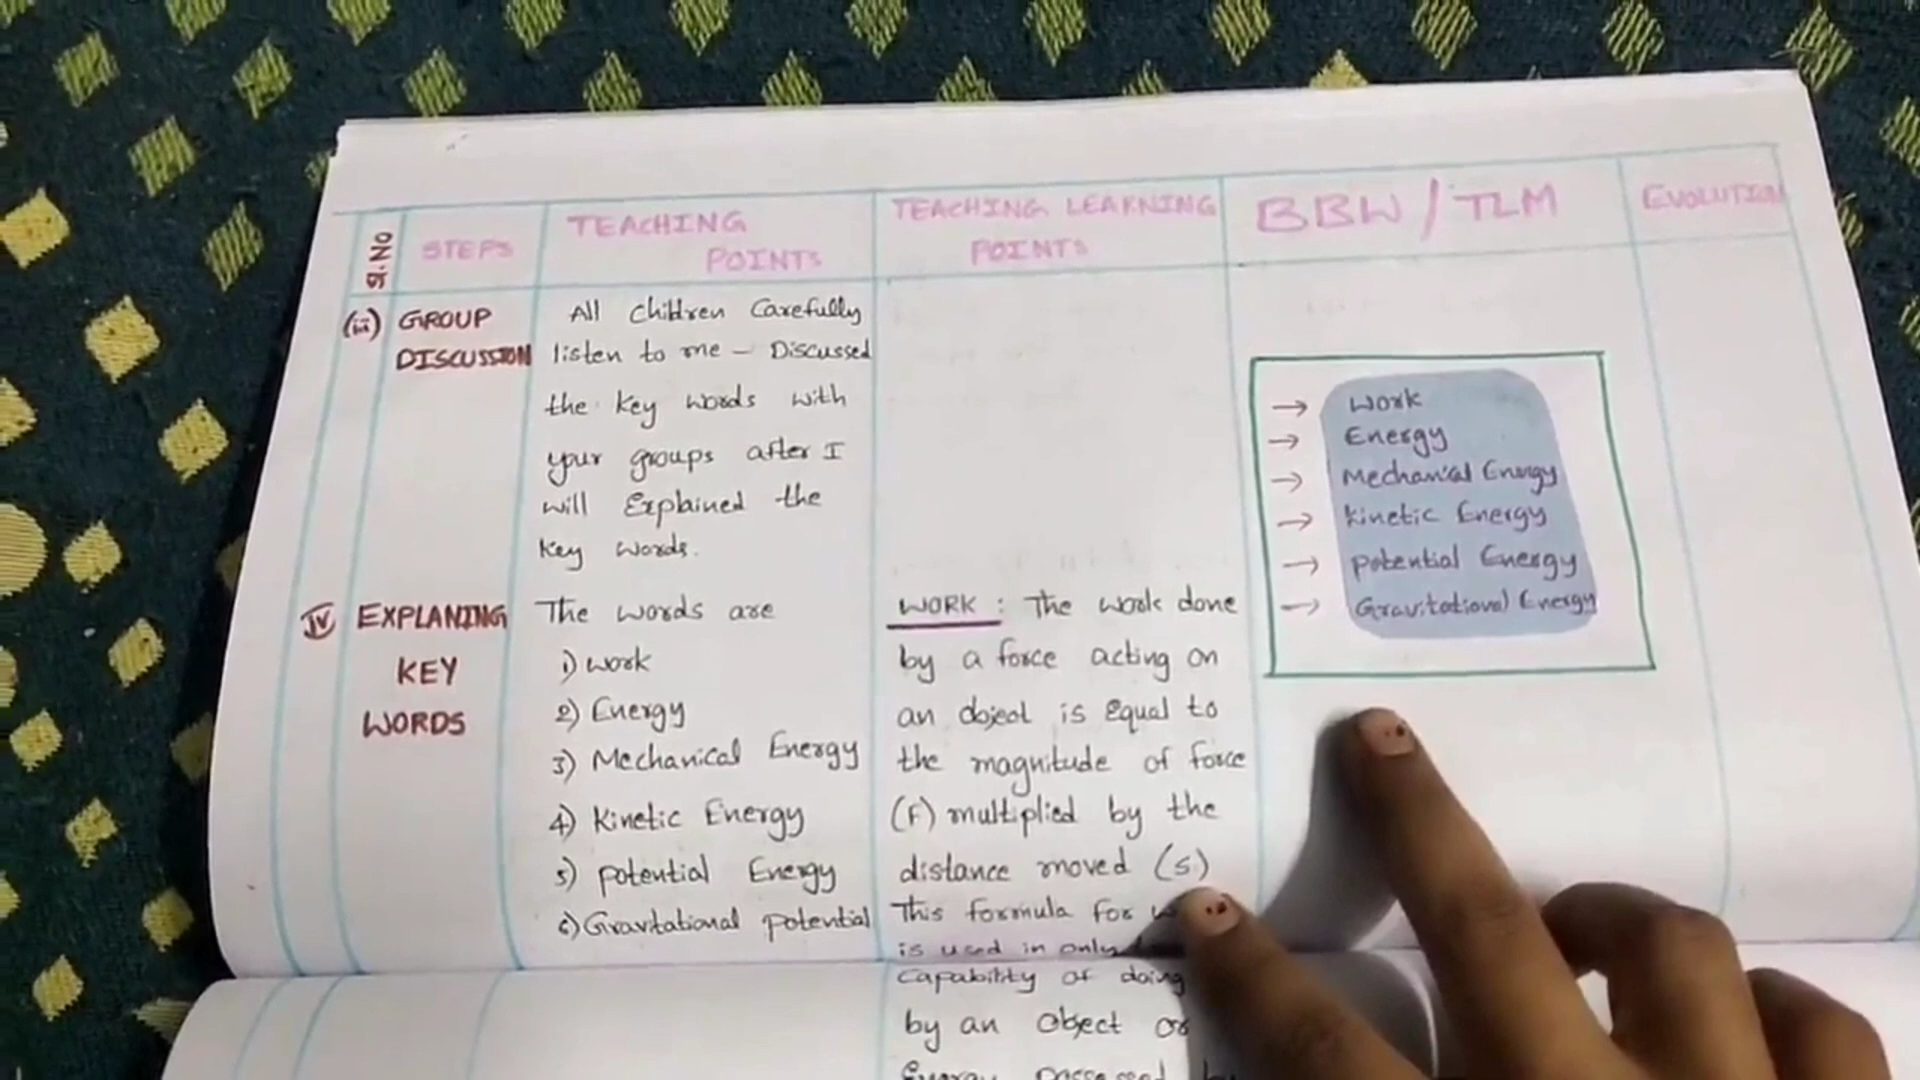 Sl.NO
STEPS
TEACHING
POINTS
TEACHING LEARNING
POINTS
BBW / TLM
EVOLUTION
(iii) GROUP
DISCUSSION
All children Carefully
listen to me - Discussed
the key words with
your groups after I
will Explained the
key words.
→ Work
→ Energy
→ Mechanical Energy
→ kinetic Energy
→ potential Energy
→ Gravitational Energy
IV EXPLANING
KEY
WORDS
The words are
1) work
2) Energy
3) Mechanical Energy
4) kinetic Energy
5) potential Energy
6) Gravitational potential
WORK : The work done
by a force acting on
an object is Equal to
the magnitude of force
(F) multiplied by the
distance moved (s)
This formula for
is used in only
Capability of doing
by an object or
Energy possessed